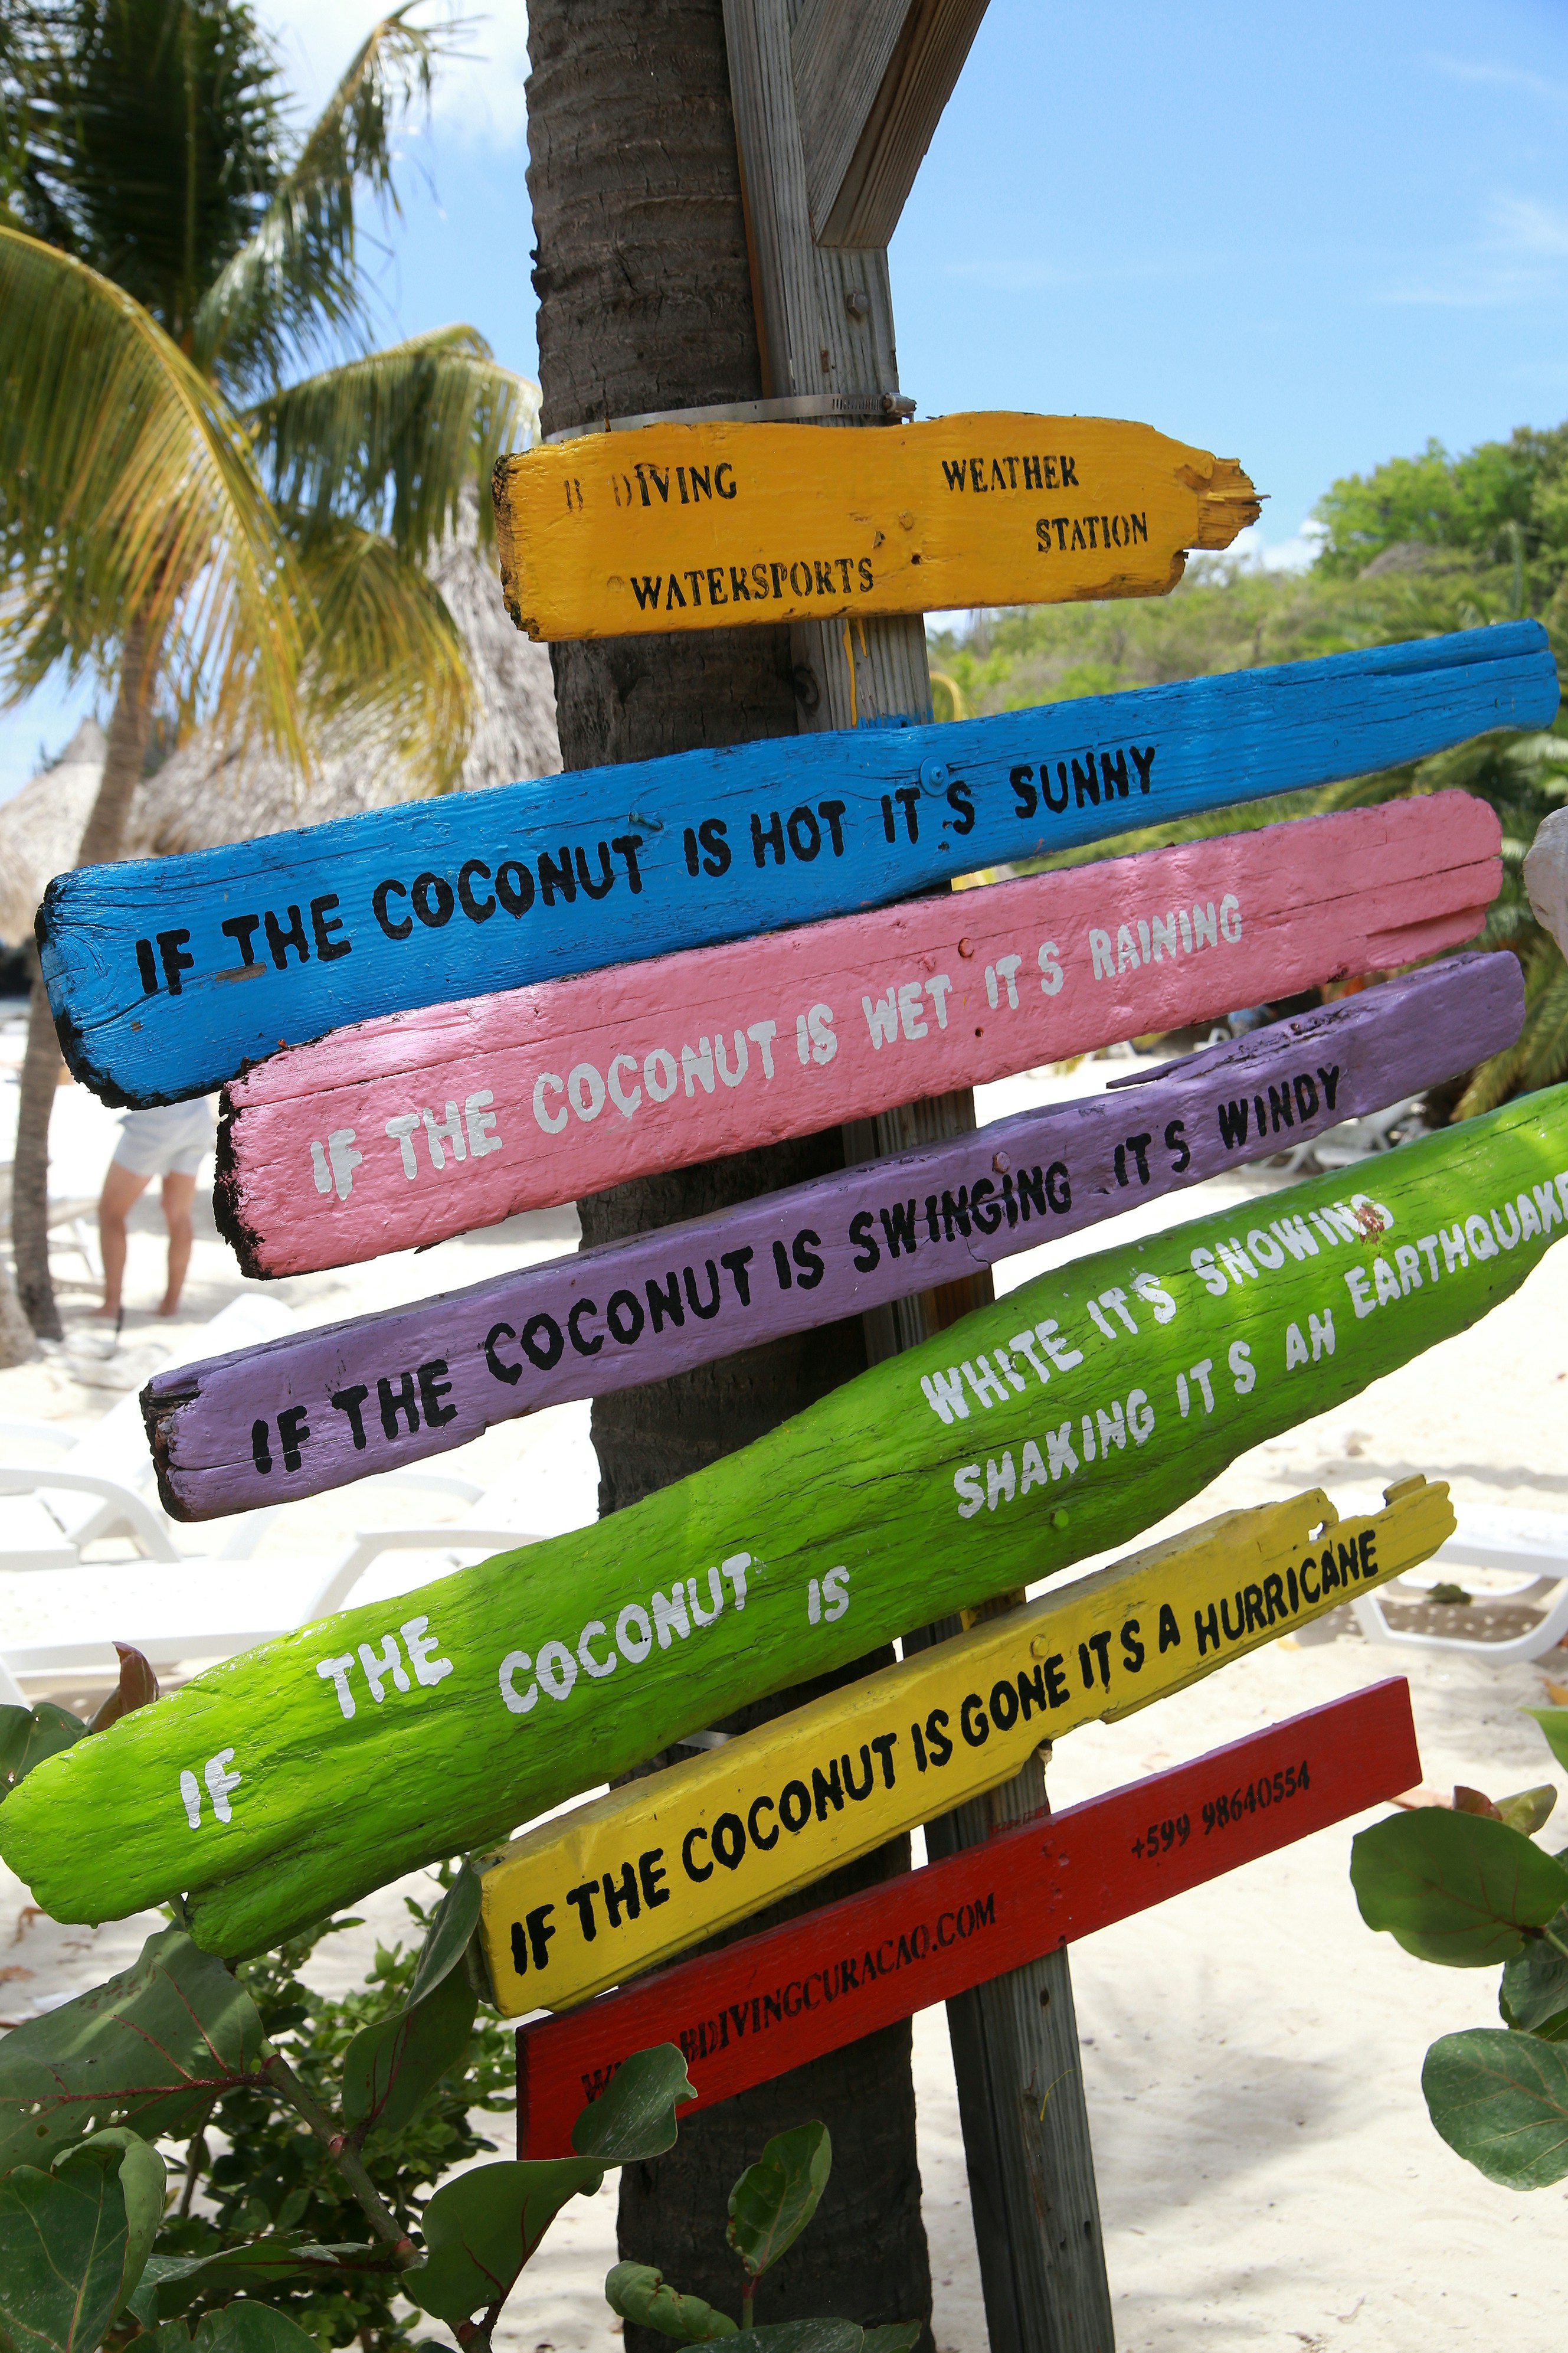 DIVING WEATHER
STATION
WATERSPORTS
IF THE COCONUT IS HOT IT'S SUNNY
IF THE COCONUT IS WET IT'S RAINING
IF THE COCONUT IS SWINGING IT'S WINDY
WHITE IT'S SNOWING
IF THE COCONUT IS SHAKING IT'S AN EARTHQUAKE
IF THE COCONUT IS GONE IT'S A HURRICANE
BDIVINGCURACAO.COM +599 98640554